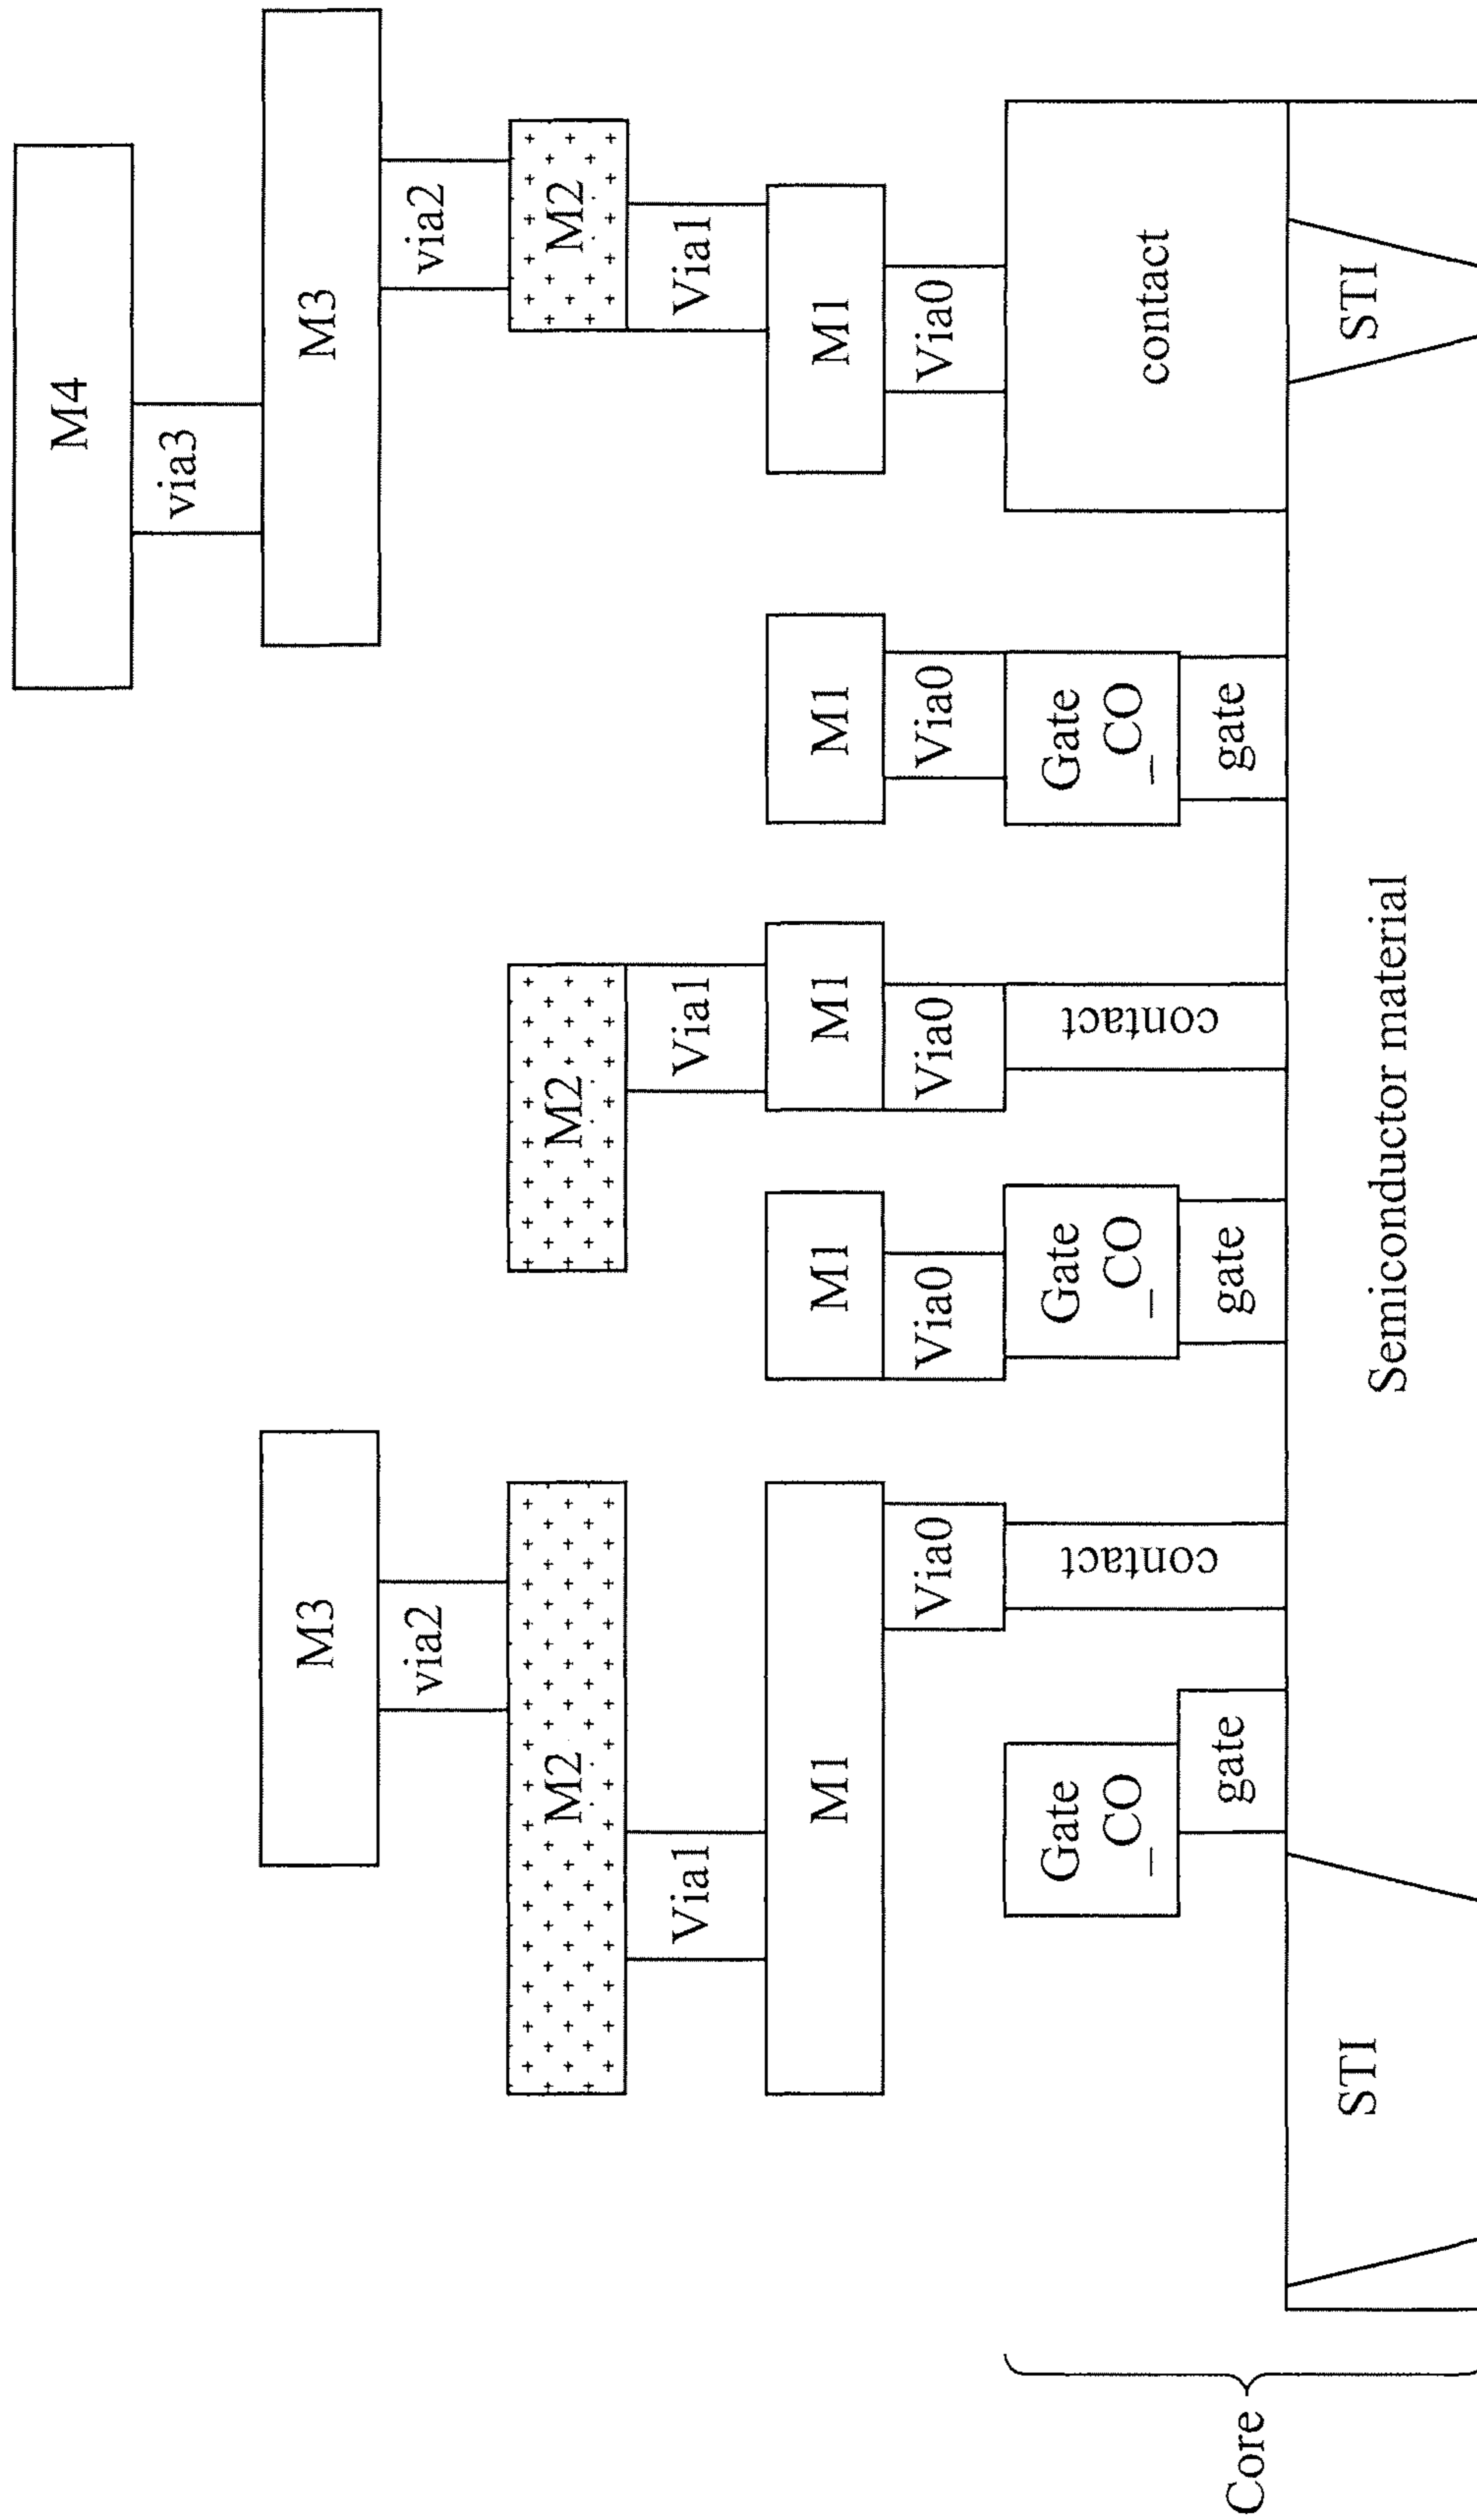 M4
via3
M3
M3
via2
via2
M2
M2
M2
Via1
Via1
Via1
M1
M1
M1
M1
M1
Via0
Via0
Via0
Via0
Via0
Gate
_CO
contact
Gate
_CO
contact
Gate
_CO
contact
gate
gate
gate
Core
STI
STI
Semiconductor material